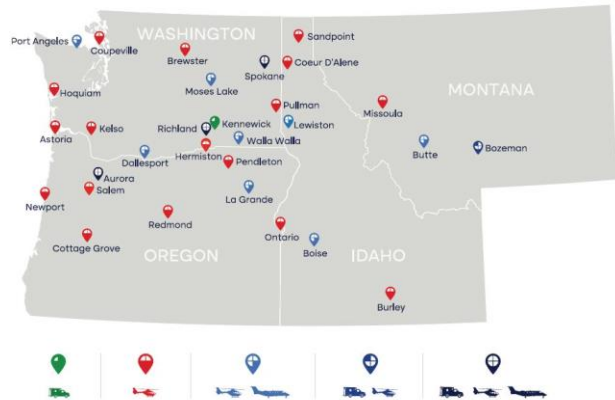 WASHINGTON
Sandpoint
Port Angeles
Coupeville
Brewster
Spokane
Coeur D'Alene
Moses Lake
MONTANA
Hoquiam
Pullman
Missoula
Astoria
Kelso
Richland
Kennewick
Lewiston
Walla Walla
Butte
Bozeman
Hermiston
Dallesport
Pendleton
Aurora
Salem
La Grande
Newport
Redmond
Ontario
Cottage Grove
Boise
OREGON
IDAHO
Burley